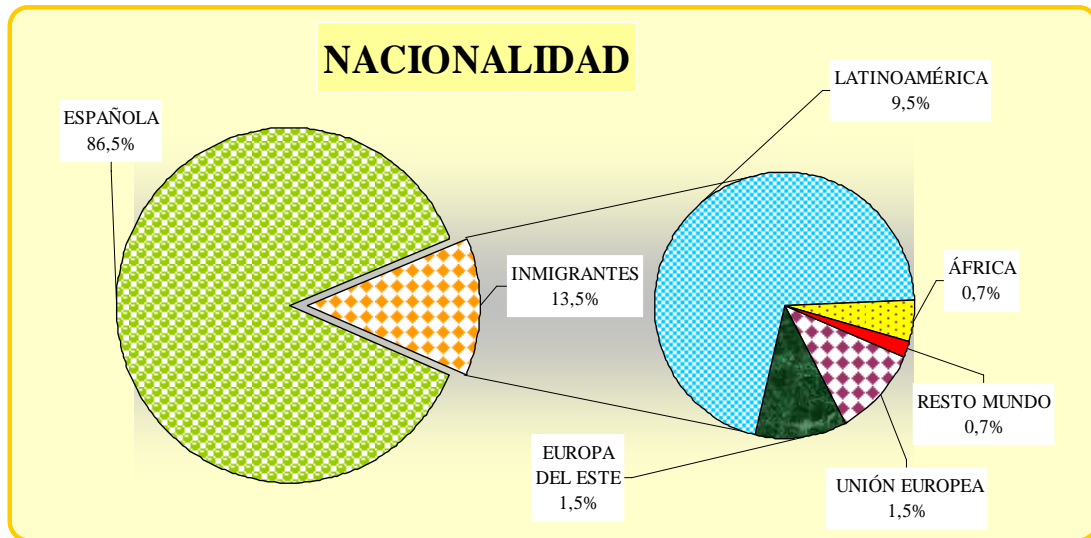 NACIONALIDAD
ESPAÑOLA
86,5%
INMIGRANTES
13,5%
LATINOAMÉRICA
9,5%
ÁFRICA
0,7%
RESTO MUNDO
0,7%
UNIÓN EUROPEA
1,5%
EUROPA
DEL ESTE
1,5%